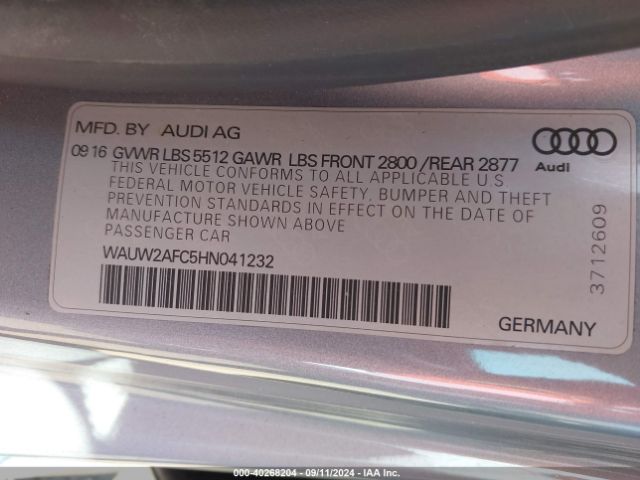 MFD. BY AUDI AG
09 16 GVWR LBS 5512 GAWR LBS FRONT 2800 / REAR 2877
THIS VEHICLE CONFORMS TO ALL APPLICABLE U.S.
FEDERAL MOTOR VEHICLE SAFETY, BUMPER AND THEFT
PREVENTION STANDARDS IN EFFECT ON THE DATE OF
MANUFACTURE SHOWN ABOVE
PASSENGER CAR
WAUW2AFC5HN041232
Audi
3712609
GERMANY
000-40268204 - 09/11/2024 - IAA Inc.